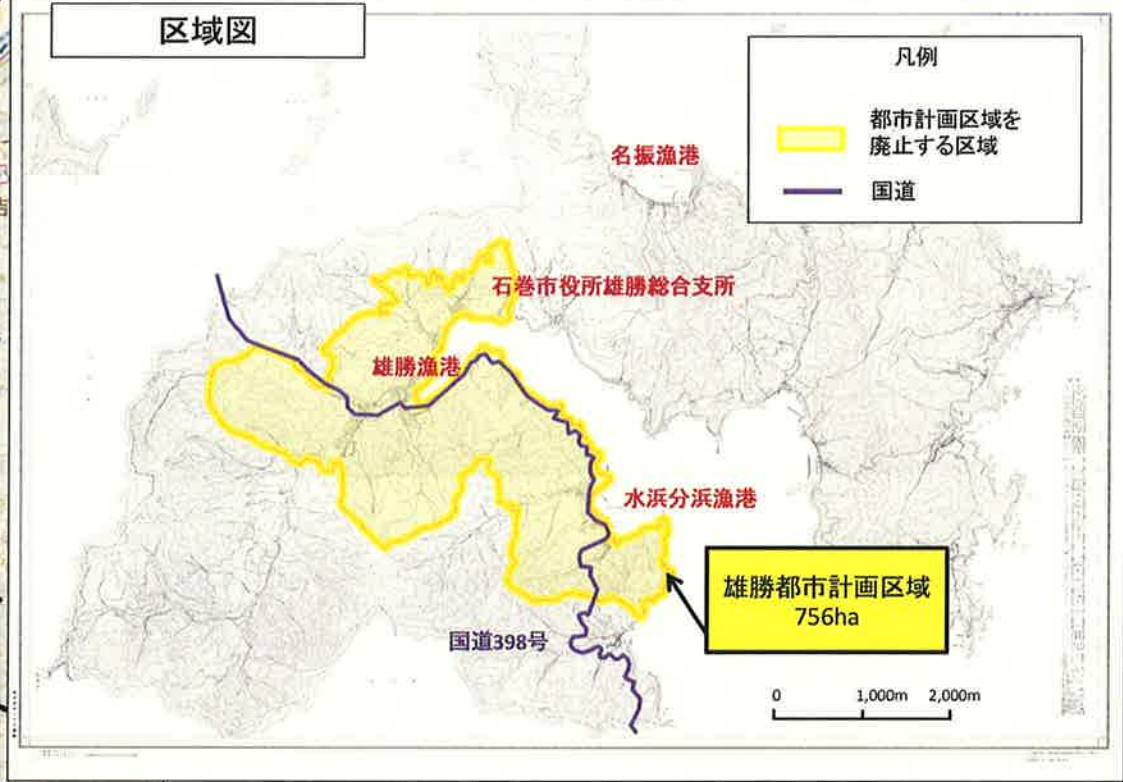 区域図
凡例
都市計画区域を
廃止する区域
国道
名振漁港
石巻市役所雄勝総合支所
雄勝漁港
水浜分浜漁港
雄勝都市計画区域
756ha
国道398号
0 1,000m 2,000m